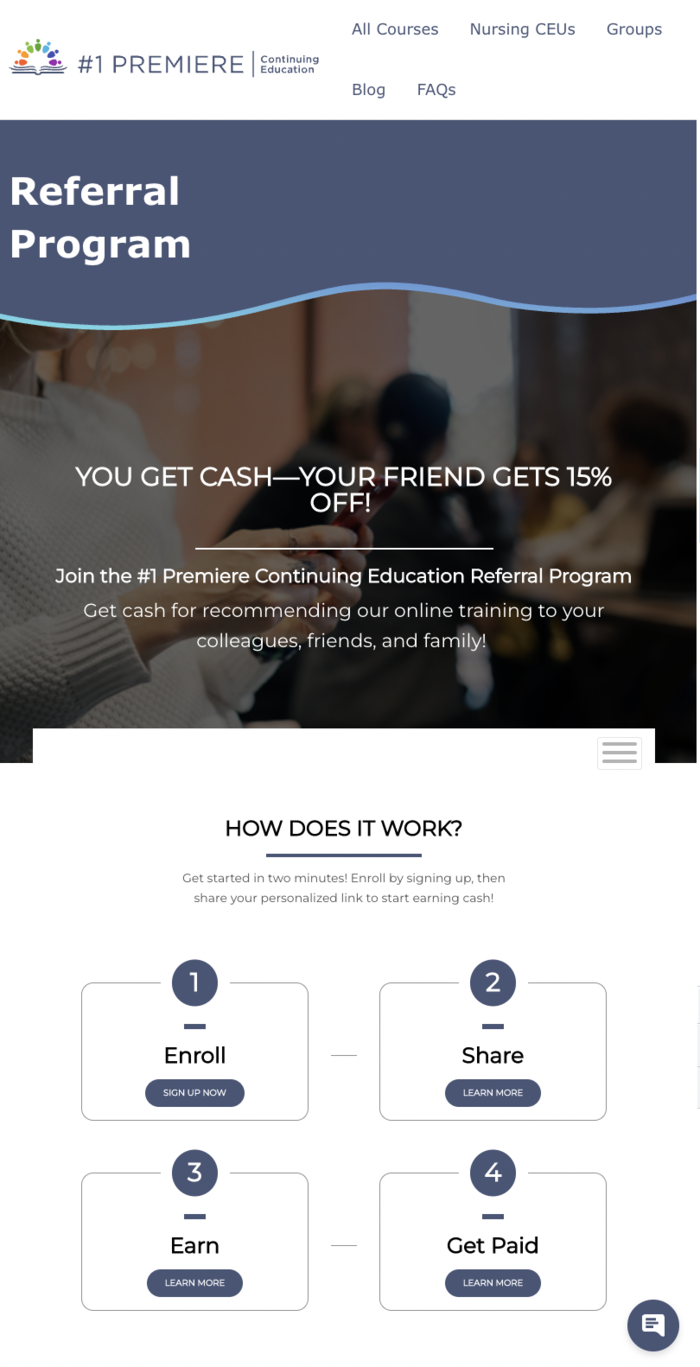 #1 PREMIERE Continuing
Education
All Courses Nursing CEUs Groups
Blog FAQs
Referral
Program
YOU GET CASH—YOUR FRIEND GETS 15%
OFF!
Join the #1 Premiere Continuing Education Referral Program
Get cash for recommending our online training to your
colleagues, friends, and family!
HOW DOES IT WORK?
Get started in two minutes! Enroll by signing up, then
share your personalized link to start earning cash!
1
Enroll
SIGN UP NOW
2
Share
LEARN MORE
3
Earn
LEARN MORE
4
Get Paid
LEARN MORE